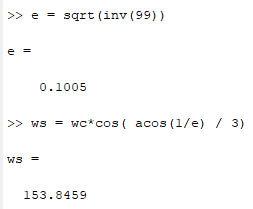 >> e = sqrt(inv(99))
e =
0.1005
>> ws = wc*cos( acos(1/e) / 3)
ws =
153.8459